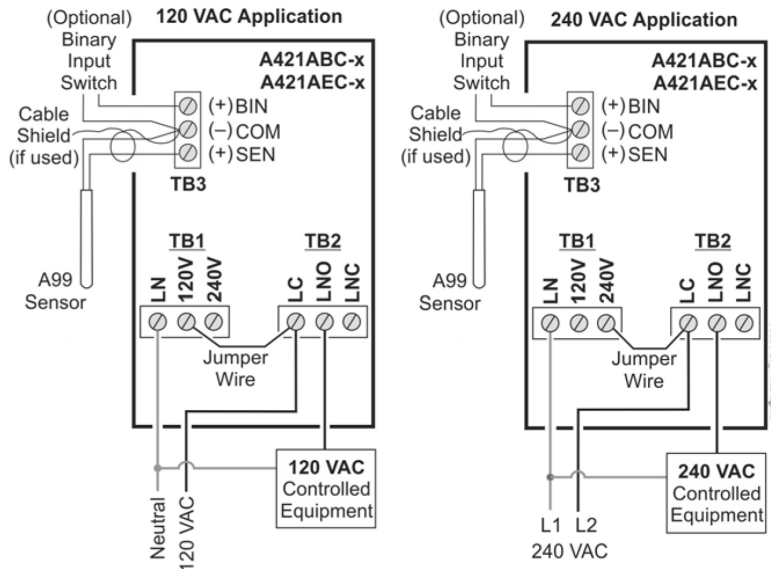 120 VAC Application
(Optional)
Binary
Input
Switch
A421ABC-x
A421AEC-x
Cable
Shield
(if used)
(+) BIN
(–) COM
(+) SEN
TB3
A99
Sensor
TB1
LN
120V
240V
TB2
LC
LNO
LNC
Jumper
Wire
Neutral
120 VAC
120 VAC
Controlled
Equipment
240 VAC Application
(Optional)
Binary
Input
Switch
A421ABC-x
A421AEC-x
Cable
Shield
(if used)
(+) BIN
(–) COM
(+) SEN
TB3
A99
Sensor
TB1
LN
120V
240V
TB2
LC
LNO
LNC
Jumper
Wire
L1 L2
240 VAC
240 VAC
Controlled
Equipment